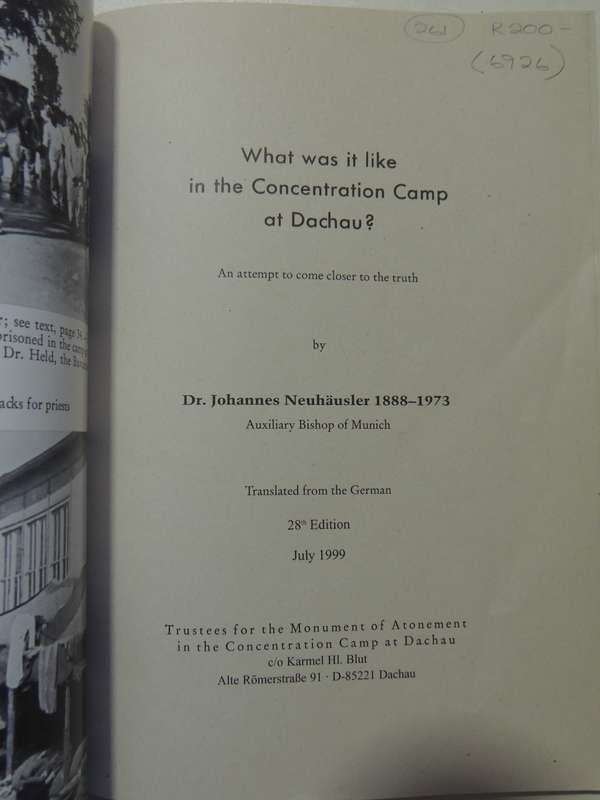 r; see text, page 34
prisoned in the camp
Dr. Held, the
acks for priests
261 R200-
(6926)
What was it like
in the Concentration Camp
at Dachau?
An attempt to come closer to the truth
by
Dr. Johannes Neuhäusler 1888–1973
Auxiliary Bishop of Munich
Translated from the German
28th Edition
July 1999
Trustees for the Monument of Atonement
in the Concentration Camp at Dachau
c/o Karmel Hl. Blut
Alte Römerstraße 91 · D-85221 Dachau